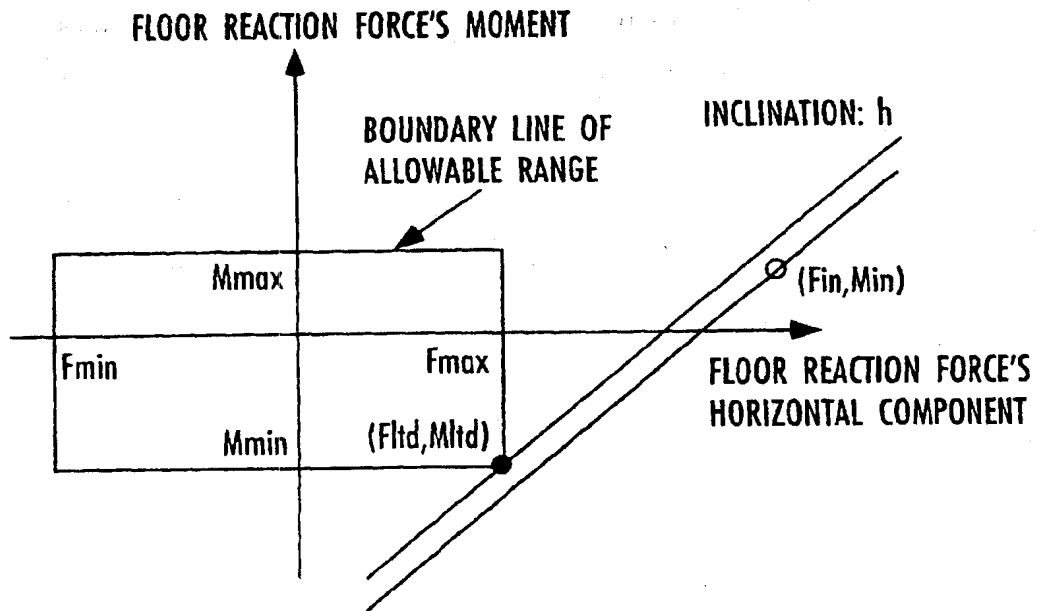 FLOOR REACTION FORCE'S MOMENT
BOUNDARY LINE OF
ALLOWABLE RANGE
INCLINATION: h
Mmax
(Fin,Min)
Fmin
Fmax
FLOOR REACTION FORCE'S
HORIZONTAL COMPONENT
Mmin
(Fltd,Mltd)